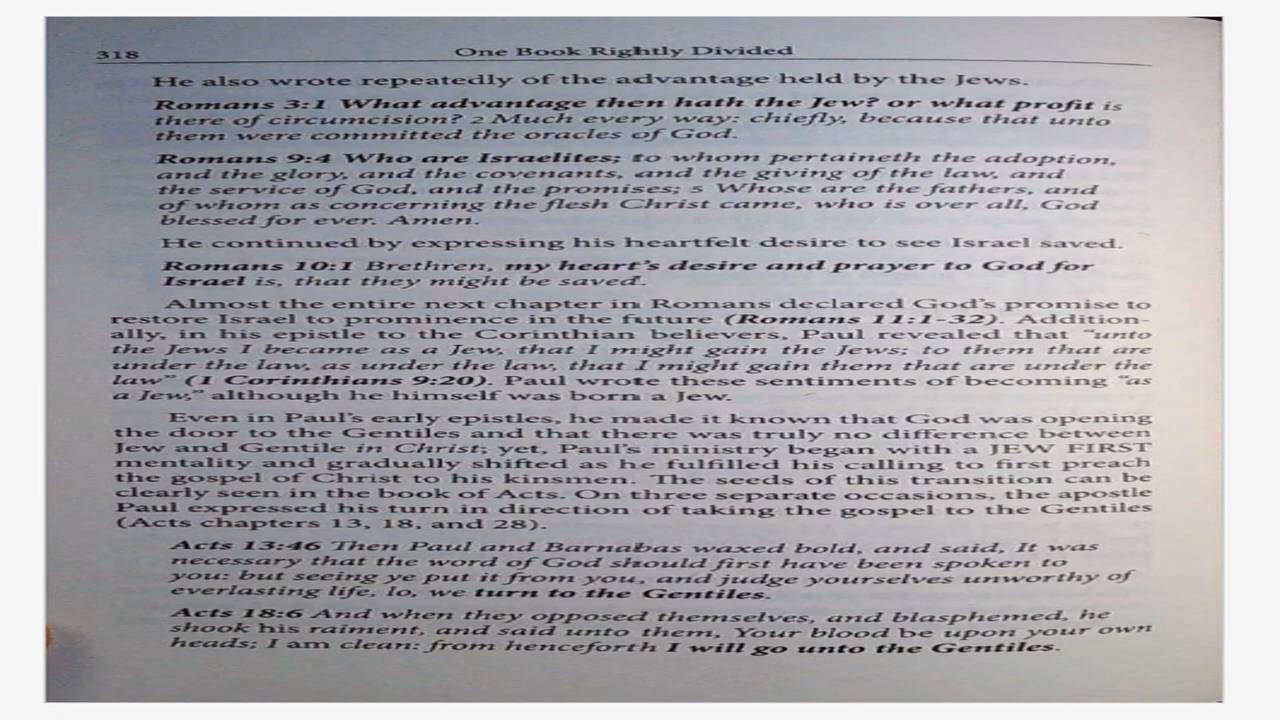 318
One Book Rightly Divided
He also wrote repeatedly of the advantage held by the Jews.
Romans 3:1 What advantage then hath the Jew? or what profit is
there of circumcision? 2 Much every way: chiefly, because that unto
them were committed the oracles of God.
Romans 9:4 Who are Israelites; to whom pertaineth the adoption,
and the glory, and the covenants, and the giving of the law, and
the service of God, and the promises; 5 Whose are the fathers, and
of whom as concerning the flesh Christ came, who is over all, God
blessed for ever. Amen.
He continued by expressing his heartfelt desire to see Israel saved.
Romans 10:1 Brethren, my heart's desire and prayer to God for
Israel is, that they might be saved.
Almost the entire next chapter in Romans declared God's promise to
restore Israel to prominence in the future (Romans 11:1-32). Addition-
ally, in his epistle to the Corinthian believers, Paul revealed that "unto
the Jews I became as a Jew, that I might gain the Jews; to them that are
under the law, as under the law, that I might gain them that are under the
law" (1 Corinthians 9:20). Paul wrote these sentiments of becoming "as
a Jew," although he himself was born a Jew.
Even in Paul's early epistles, he made it known that God was opening
the door to the Gentiles and that there was truly no difference between
Jew and Gentile in Christ; yet, Paul's ministry began with a JEW FIRST
mentality and gradually shifted as he fulfilled his calling to first preach
the gospel of Christ to his kinsmen. The seeds of this transition can be
clearly seen in the book of Acts. On three separate occasions, the apostle
Paul expressed his turn in direction of taking the gospel to the Gentiles
(Acts chapters 13, 18, and 28).
Acts 13:46 Then Paul and Barnabas waxed bold, and said, It was
necessary that the word of God should first have been spoken to
you: but seeing ye put it from you, and judge yourselves unworthy of
everlasting life, lo, we turn to the Gentiles.
Acts 18:6 And when they opposed themselves, and blasphemed, he
shook his raiment, and said unto them, Your blood be upon your own
heads; I am clean: from henceforth I will go unto the Gentiles.